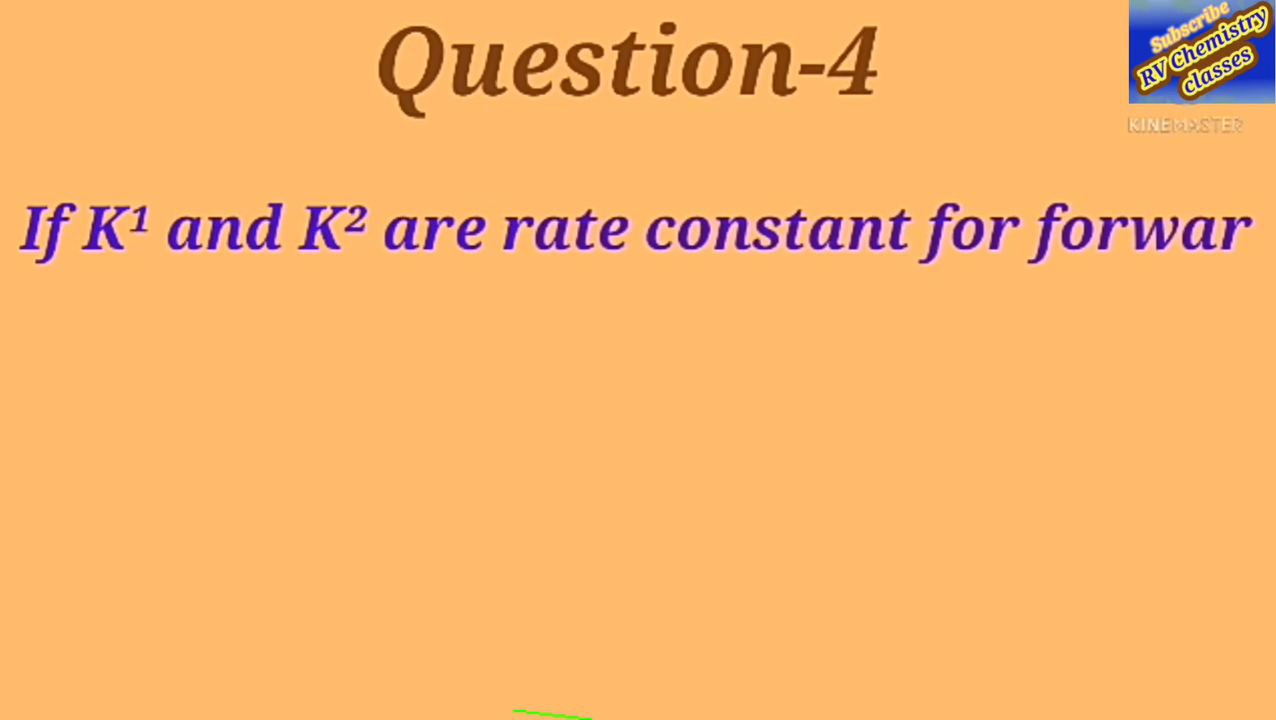 Question-4
Subscribe
RV Chemistry
classes
KINEMASTER
If K¹ and K² are rate constant for forwar